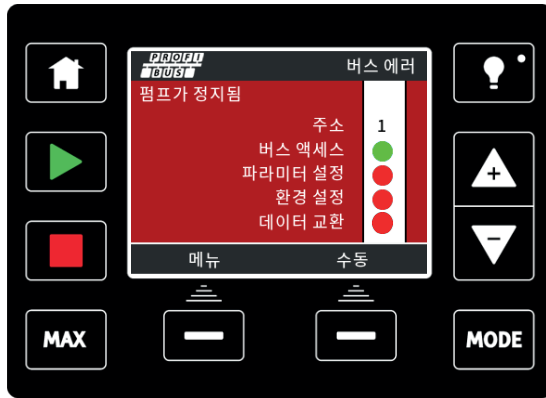 PROFI
BUS
버스 에러
펌프가 정지됨
주소 1
버스 액세스
파라미터 설정
환경 설정
데이터 교환
메뉴 수동
+
−
MAX
MODE